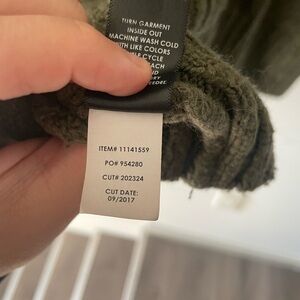 TURN GARMENT
INSIDE OUT
MACHINE WASH COLD
WITH LIKE COLORS
CYCLE
ITEM# 11141559
PO# 954280
CUT# 202324
CUT DATE:
09/2017